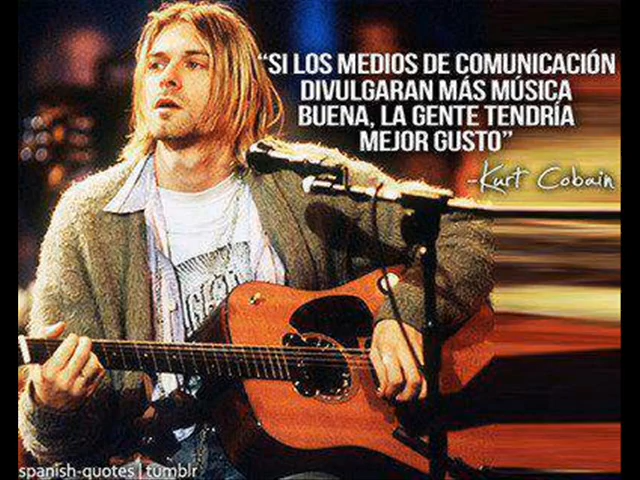 “SI LOS MEDIOS DE COMUNICACIÓN
DIVULGARAN MÁS MÚSICA
BUENA, LA GENTE TENDRÍA
MEJOR GUSTO”
-Kurt Cobain
spanish-quotes | tumblr